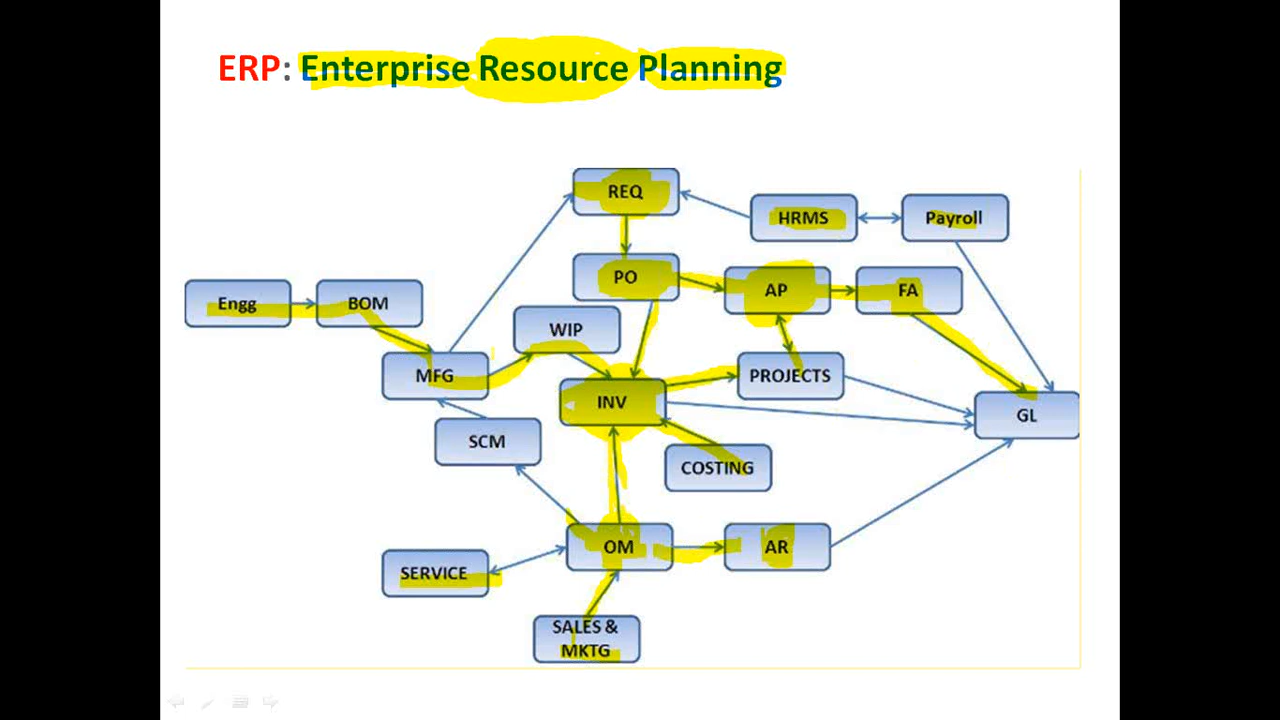 ERP: Enterprise Resource Planning
REQ
HRMS
Payroll
PO
AP
FA
Engg
BOM
WIP
MFG
PROJECTS
INV
GL
SCM
COSTING
OM
AR
SERVICE
SALES &
MKTG